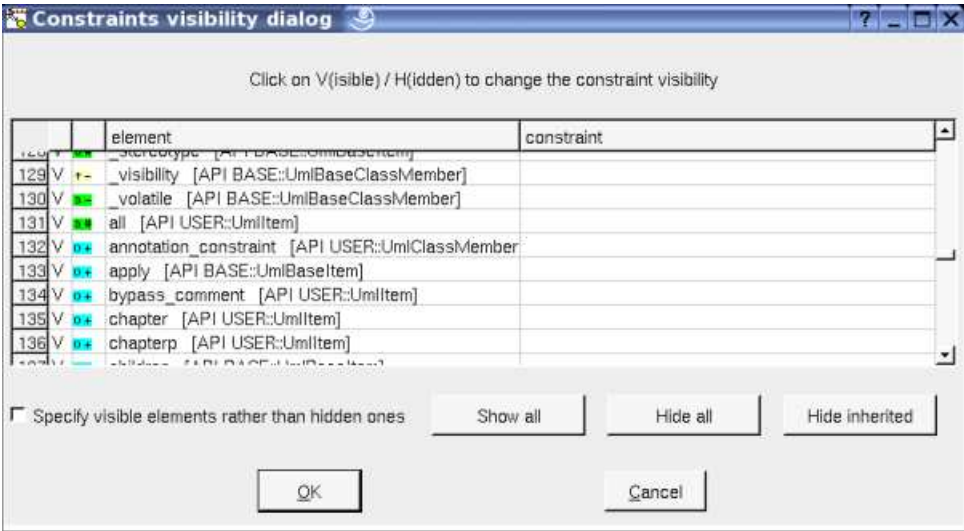 Constraints visibility dialog
Click on V(isible) / H(idden) to change the constraint visibility
element constraint
129 V _visibility [API BASE::UmlBaseClassMember]
130 V _volatile [API BASE::UmlBaseClassMember]
131 V all [API USER::UmlItem]
132 V annotation_constraint [API USER::UmlClassMember
133 V apply [API BASE::UmlBaseItem]
134 V bypass_comment [API USER::UmlItem]
135 V chapter [API USER::UmlItem]
136 V chapterp [API USER::UmlItem]
Specify visible elements rather than hidden ones Show all Hide all Hide inherited
OK Cancel